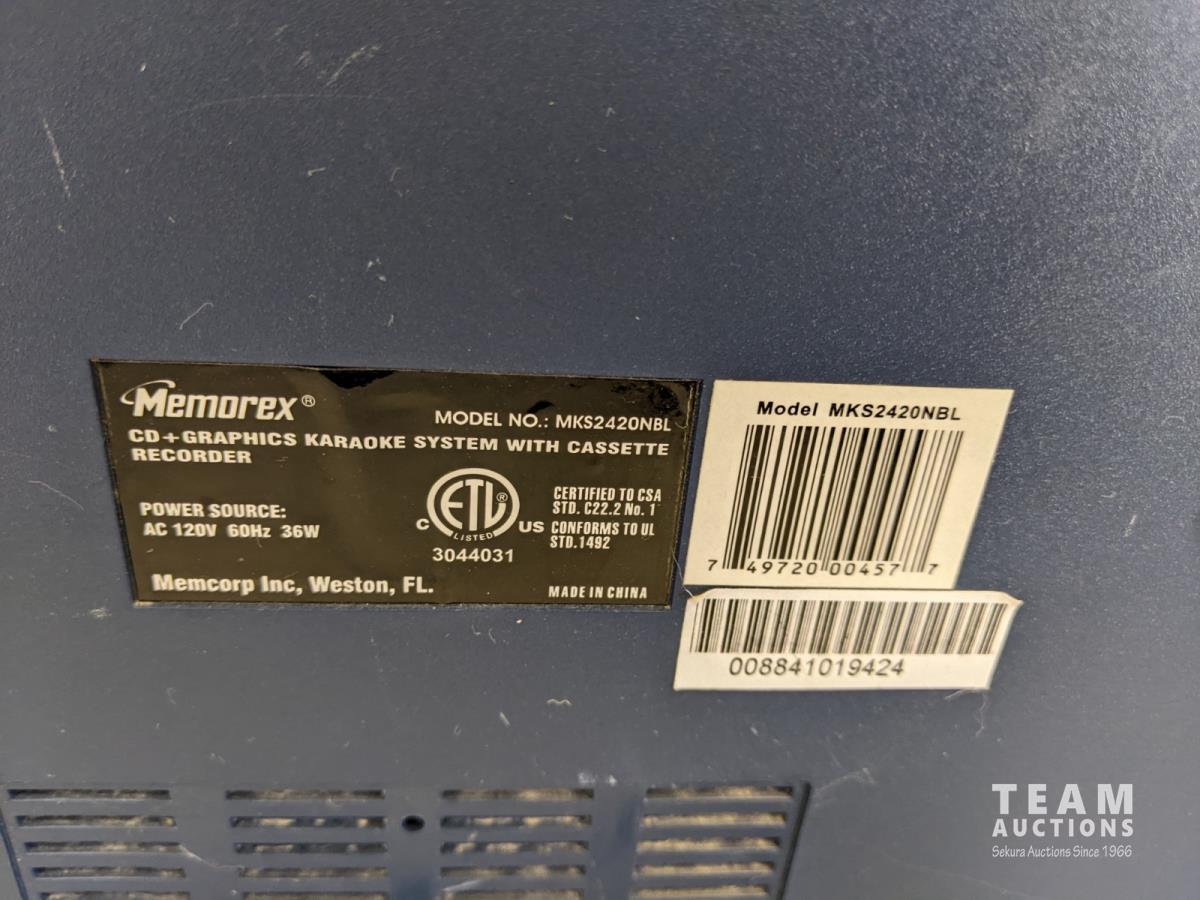 Memorex®
MODEL NO.: MKS2420NBL
CD+GRAPHICS KARAOKE SYSTEM WITH CASSETTE
RECORDER
POWER SOURCE:
AC 120V 60Hz 36W
C ETL® US
LISTED
3044031
CERTIFIED TO CSA
STD. C22.2 No. 1
CONFORMS TO UL
STD.1492
Memcorp Inc, Weston, FL.
MADE IN CHINA
Model MKS2420NBL
7 49720 00457 7
008841019424
TEAM
AUCTIONS
Sekura Auctions Since 1966